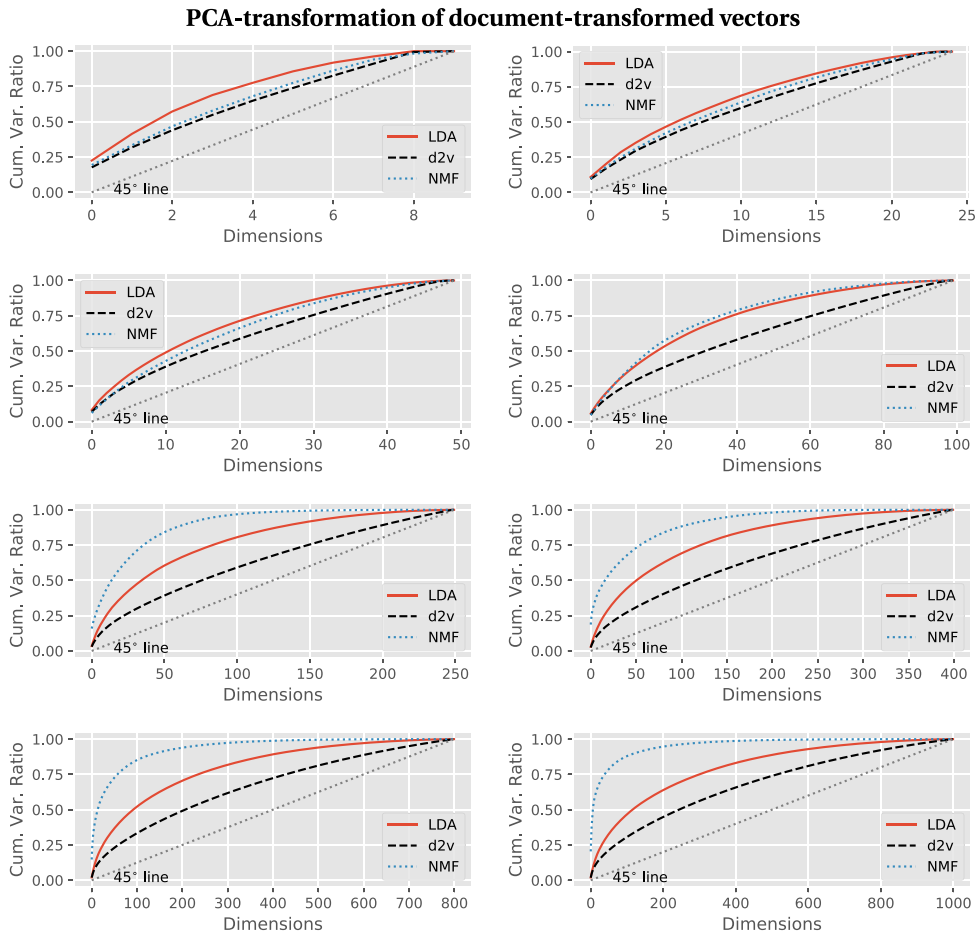 PCA-transformation of document-transformed vectors
Cum. Var. Ratio
1.00
0.75
0.50
0.25
0.00
LDA
d2v
NMF
45° line
0 2 4 6 8
Dimensions
Cum. Var. Ratio
1.00
0.75
0.50
0.25
0.00
LDA
d2v
NMF
45° line
0 5 10 15 20 25
Dimensions
Cum. Var. Ratio
1.00
0.75
0.50
0.25
0.00
LDA
d2v
NMF
45° line
0 10 20 30 40 50
Dimensions
Cum. Var. Ratio
1.00
0.75
0.50
0.25
0.00
LDA
d2v
NMF
45° line
0 20 40 60 80 100
Dimensions
Cum. Var. Ratio
1.00
0.75
0.50
0.25
0.00
LDA
d2v
NMF
45° line
0 50 100 150 200 250
Dimensions
Cum. Var. Ratio
1.00
0.75
0.50
0.25
0.00
LDA
d2v
NMF
45° line
0 50 100 150 200 250 300 350 400
Dimensions
Cum. Var. Ratio
1.00
0.75
0.50
0.25
0.00
LDA
d2v
NMF
45° line
0 100 200 300 400 500 600 700 800
Dimensions
Cum. Var. Ratio
1.00
0.75
0.50
0.25
0.00
LDA
d2v
NMF
45° line
0 200 400 600 800 1000
Dimensions